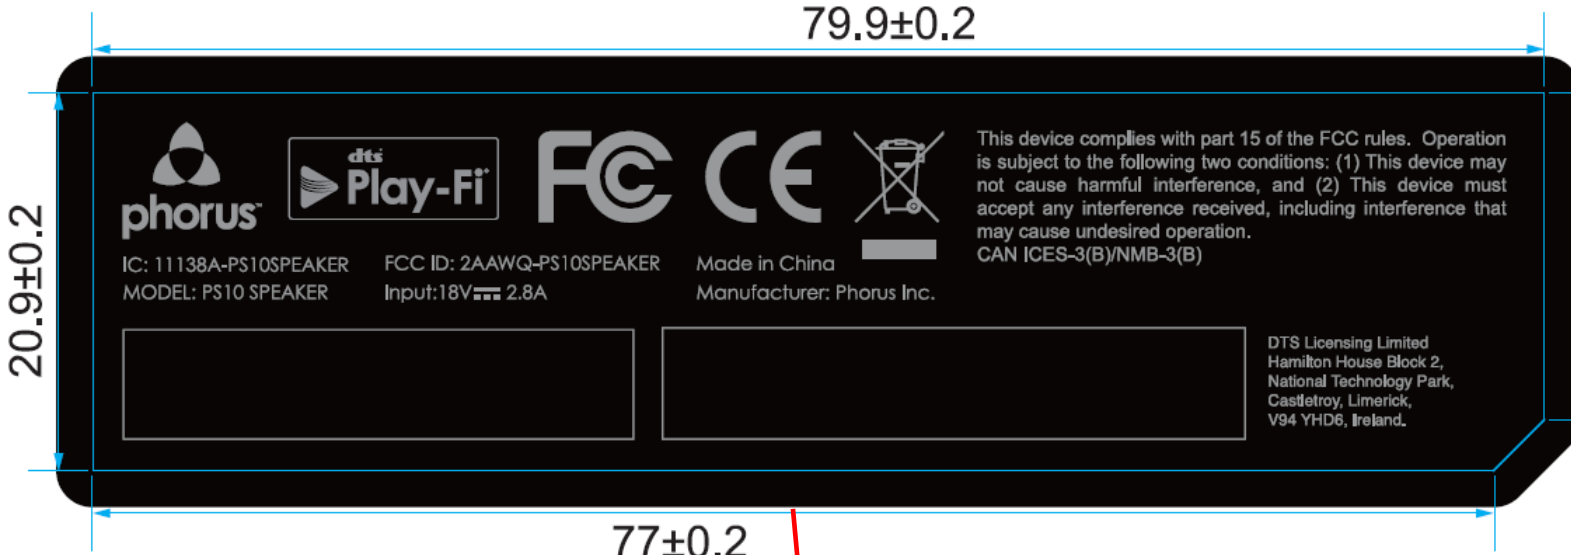 79.9±0.2
20.9±0.2
phorus™
dts
Play-Fi
FC CE
This device complies with part 15 of the FCC rules. Operation
is subject to the following two conditions: (1) This device may
not cause harmful interference, and (2) This device must
accept any interference received, including interference that
may cause undesired operation.
CAN ICES-3(B)/NMB-3(B)
IC: 11138A-PS10SPEAKER
FCC ID: 2AAWQ-PS10SPEAKER
Made in China
MODEL: PS10 SPEAKER
Input:18V⎓ 2.8A
Manufacturer: Phorus Inc.
DTS Licensing Limited
Hamilton House Block 2,
National Technology Park,
Castletroy, Limerick,
V94 YHD6, Ireland.
77±0.2